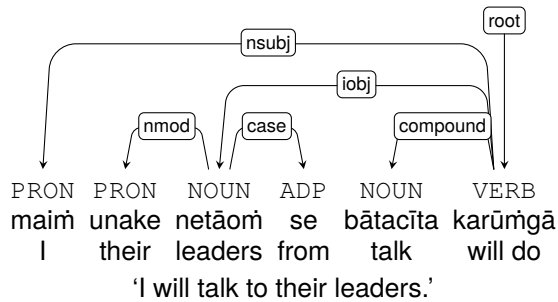 root
nsubj
iobj
nmod case compound
PRON PRON NOUN ADP NOUN VERB
maiṁ unake netāoṁ se bātacīta karūṁgā
I their leaders from talk will do
‘I will talk to their leaders.’